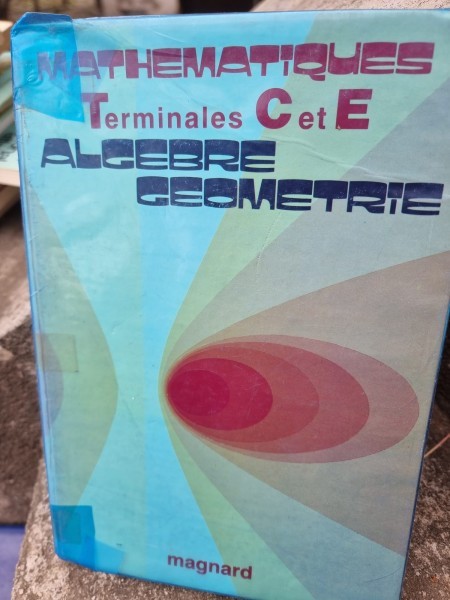 MATHEMATIQUES
Terminales C et E
ALGEBRE
GEOMETRIE
magnard